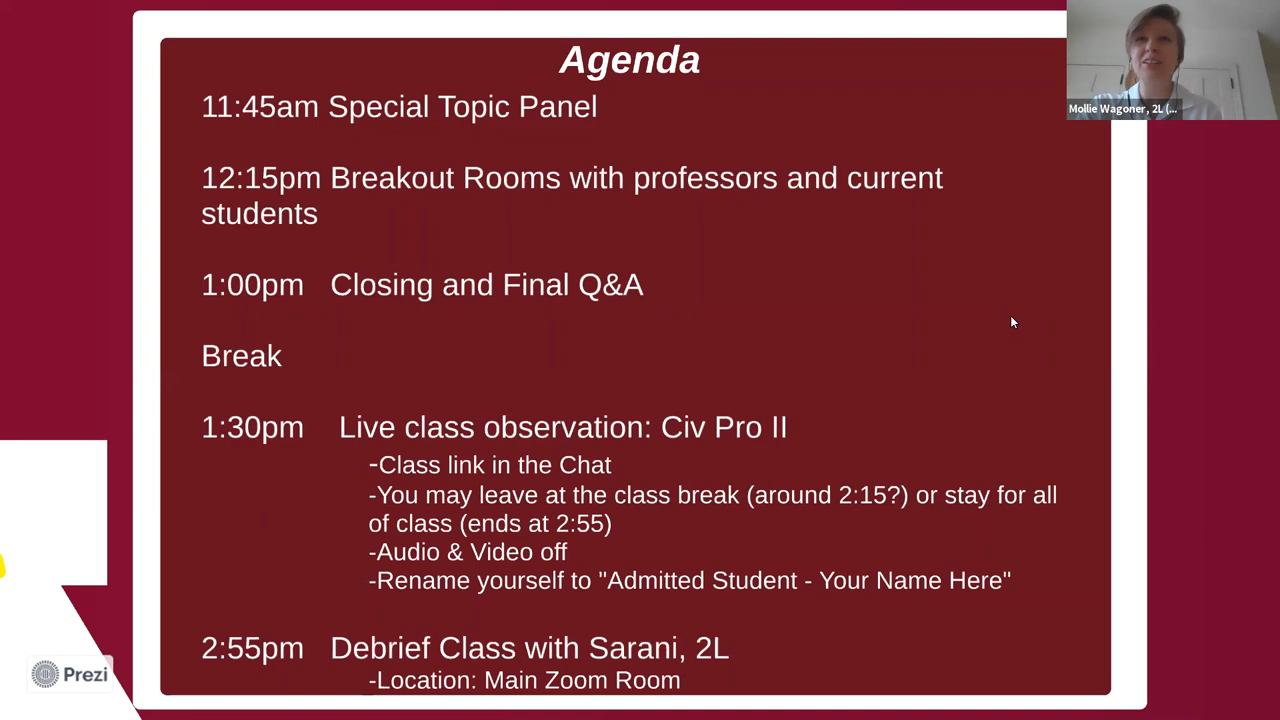 Agenda
11:45am Special Topic Panel
12:15pm Breakout Rooms with professors and current
students
1:00pm Closing and Final Q&A
Break
1:30pm Live class observation: Civ Pro II
-Class link in the Chat
-You may leave at the class break (around 2:15?) or stay for all
of class (ends at 2:55)
-Audio & Video off
-Rename yourself to "Admitted Student - Your Name Here"
2:55pm Debrief Class with Sarani, 2L
-Location: Main Zoom Room
Mollie Wagoner, 2L (...
Prezi